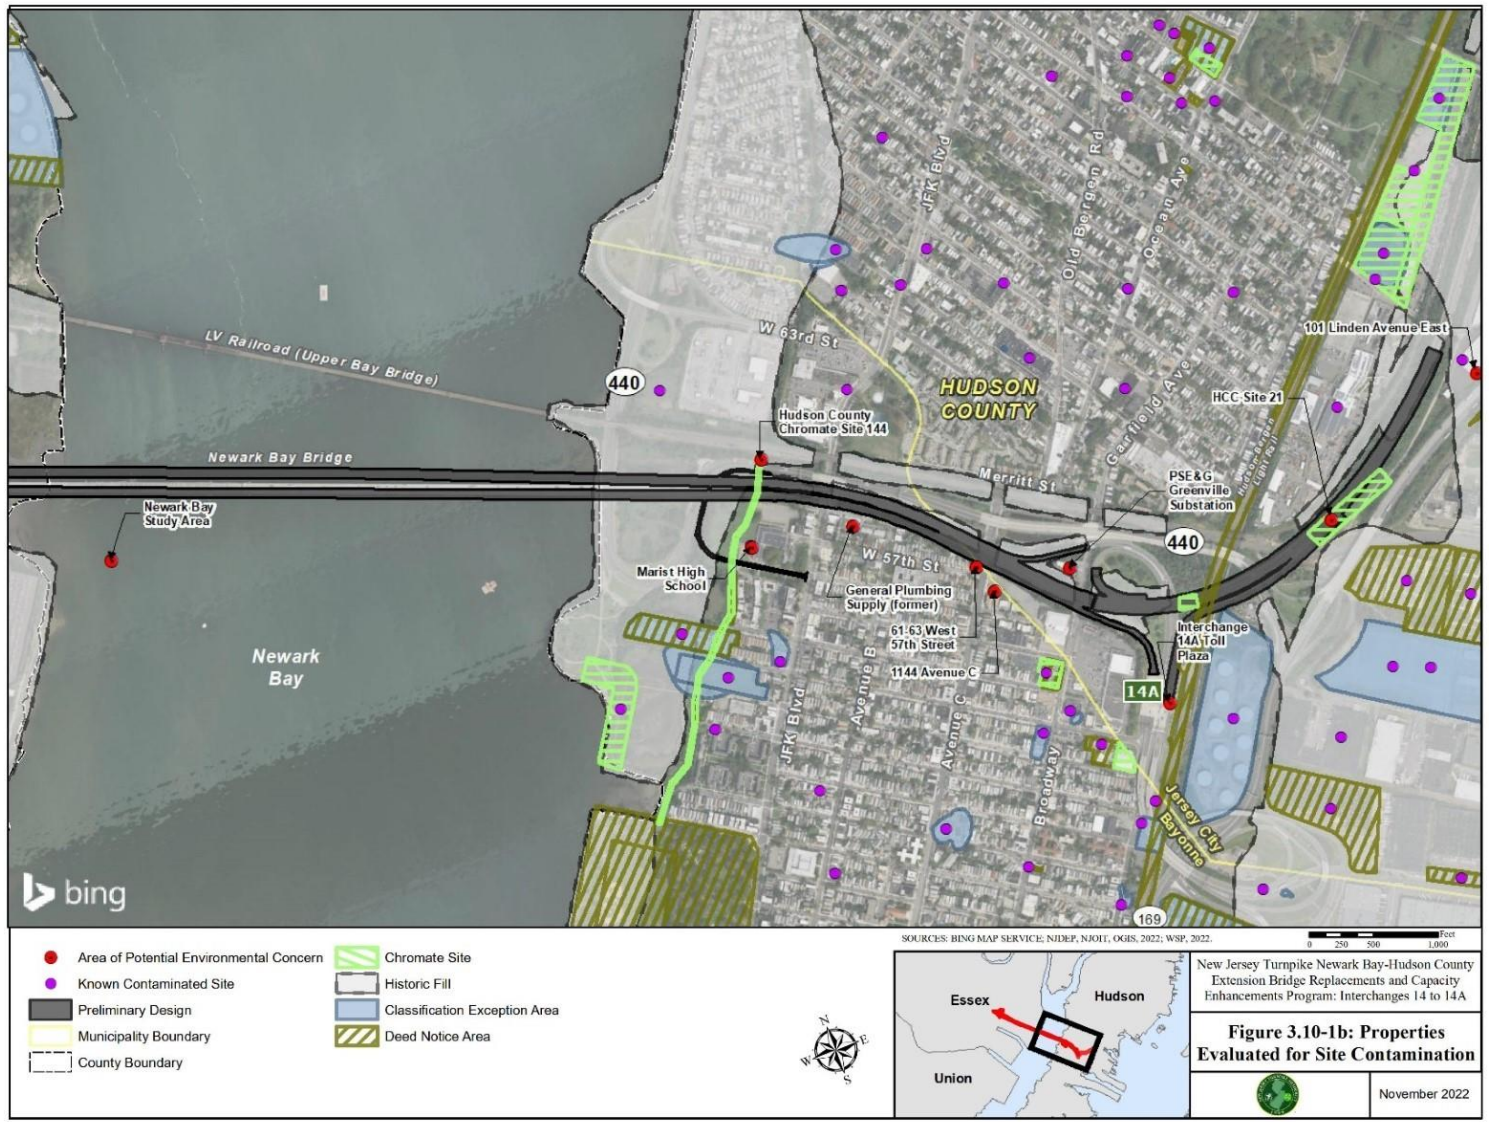 JFK Blvd
Old Bergen Rd
Ocean Ave
101 Linden Avenue East
W 63rd St
LV Railroad (Upper Bay Bridge)
440
HUDSON
COUNTY
Garfield Ave
HCC Site 21
Hudson County
Chromate Site 144
Hudson-Bergen
Light Rail
Newark Bay Bridge
Merritt St
PSE&G
Greenville
Substation
Newark Bay
Study Area
440
W 57th St
Marist High
School
General Plumbing
Supply (former)
61-63 West
57th Street
1144 Avenue C
Interchange
14A Toll
Plaza
14A
Newark
Bay
JFK Blvd
Avenue B
Avenue C
Broadway
Jersey City
Bayonne
169
bing
SOURCES: BING MAP SERVICE; NJDEP, NJOIT, OGIS, 2022; WSP, 2022.
Feet
0 250 500 1,000
Area of Potential Environmental Concern
Known Contaminated Site
Preliminary Design
Municipality Boundary
County Boundary
Chromate Site
Historic Fill
Classification Exception Area
Deed Notice Area
N
E
W
S
Essex
Hudson
Union
New Jersey Turnpike Newark Bay-Hudson County
Extension Bridge Replacements and Capacity
Enhancements Program: Interchanges 14 to 14A
Figure 3.10-1b: Properties
Evaluated for Site Contamination
November 2022